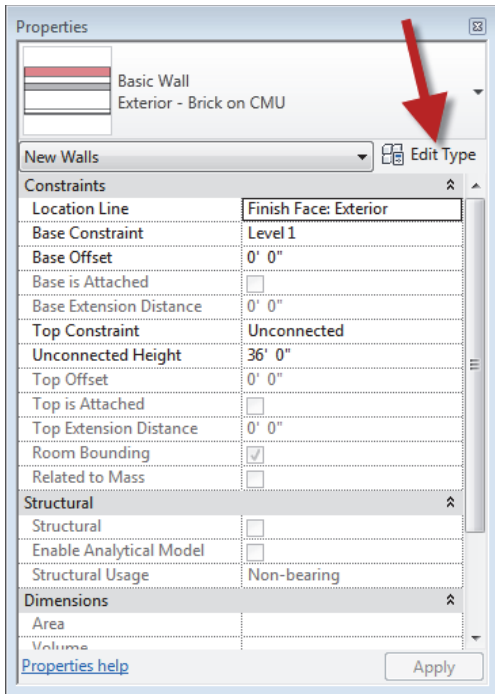 Properties
Basic Wall
Exterior - Brick on CMU
New Walls Edit Type
Constraints
Location Line Finish Face: Exterior
Base Constraint Level 1
Base Offset 0' 0"
Base is Attached
Base Extension Distance 0' 0"
Top Constraint Unconnected
Unconnected Height 36' 0"
Top Offset 0' 0"
Top is Attached
Top Extension Distance 0' 0"
Room Bounding
Related to Mass
Structural
Structural
Enable Analytical Model
Structural Usage Non-bearing
Dimensions
Area
Volume
Properties help Apply